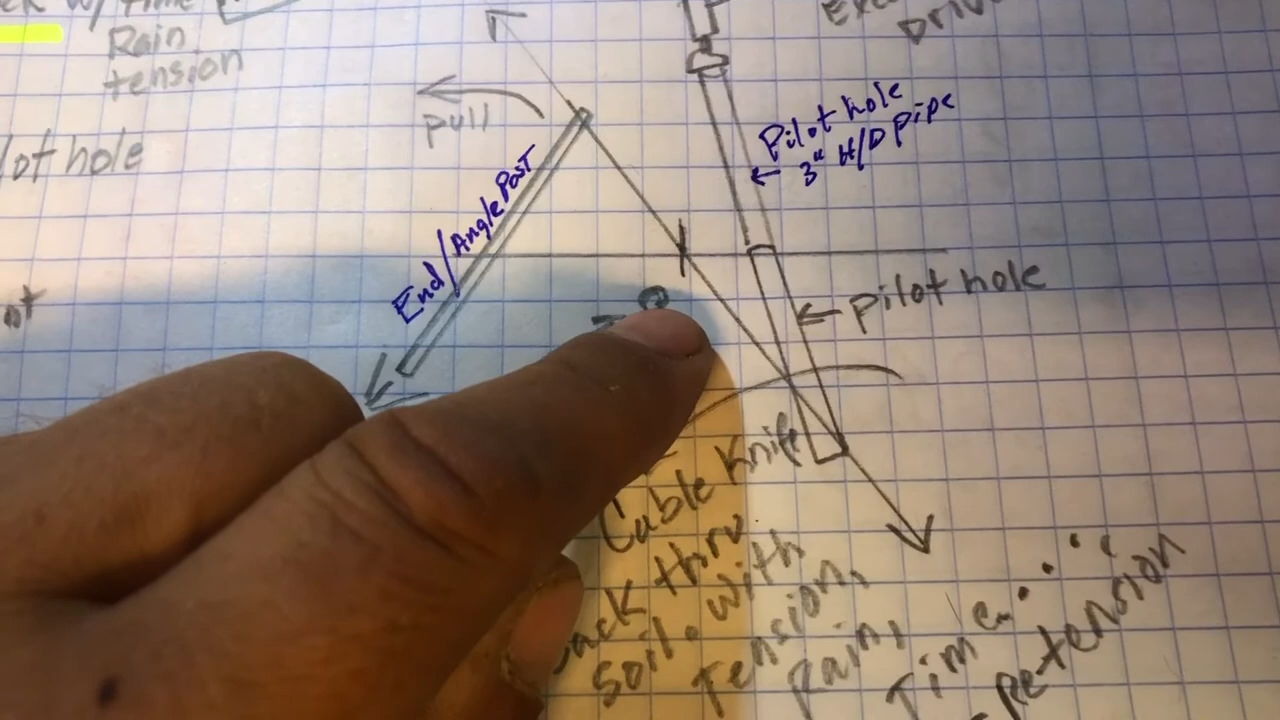 w/ time
Rain
tension
pull
End/Angle Post
Pilot hole
3" H/D Pipe
hole
pilot hole
Cable Knife
Back thru
Soil. with
Tension,
Rain,
Time...
Retension